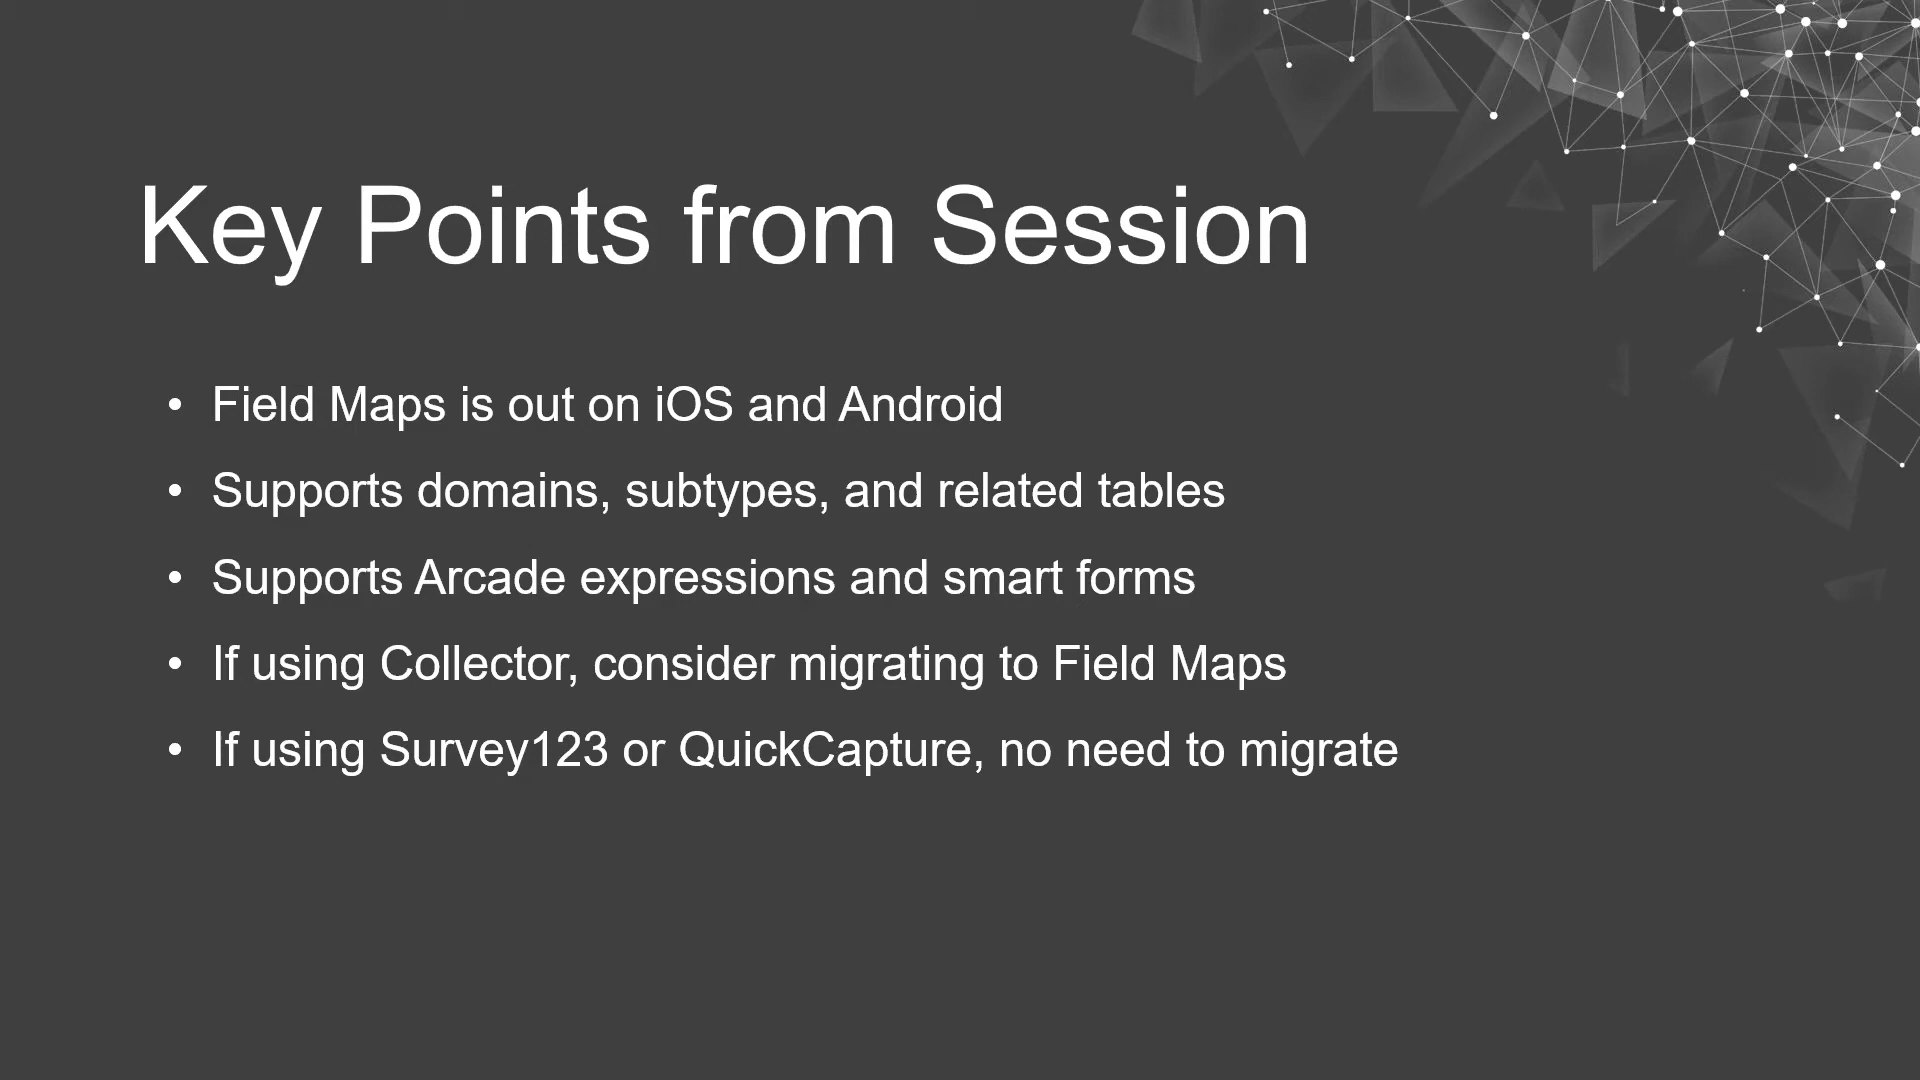 Key Points from Session
• Field Maps is out on iOS and Android
• Supports domains, subtypes, and related tables
• Supports Arcade expressions and smart forms
• If using Collector, consider migrating to Field Maps
• If using Survey123 or QuickCapture, no need to migrate